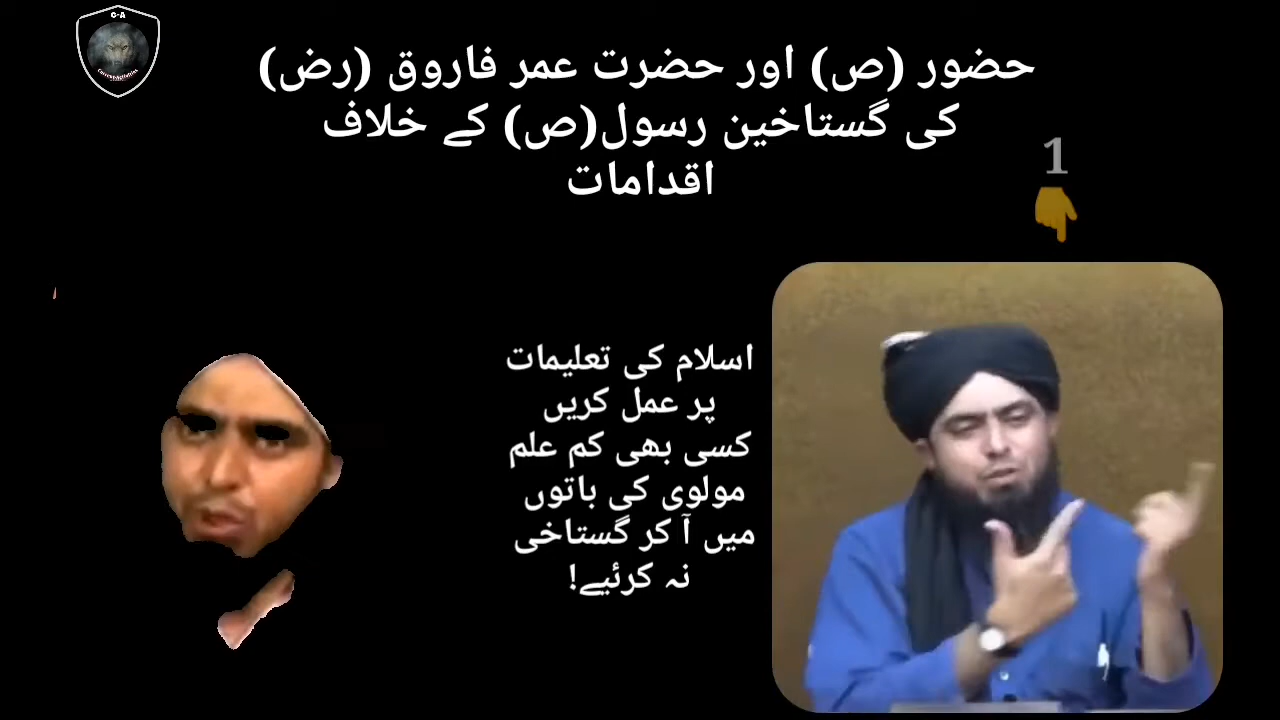 C-A
حضور (ص) اور حضرت عمر فاروق (رض)
کی گستاخین رسول(ص) کے خلاف
اقدامات
1
اسلام کی تعلیمات
پر عمل کریں
کسی بھی کم علم
مولوی کی باتوں
میں آ کر گستاخی
نہ کرئیے!